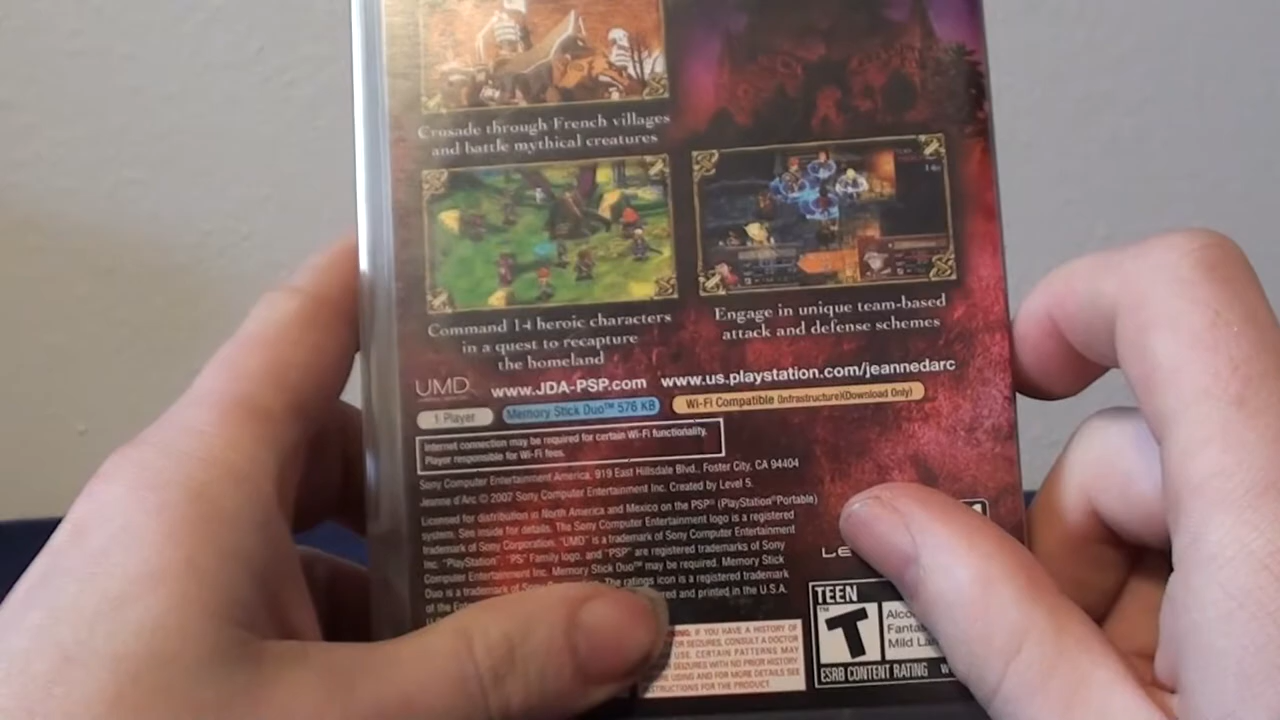 Crusade through French villages
and battle mythical creatures
Command 14 heroic characters
in a quest to recapture
the homeland
Engage in unique team-based
attack and defense schemes
UMD
www.JDA-PSP.com
www.us.playstation.com/jeannedarc
1 Player
Memory Stick Duo™ 576 KB
Wi-Fi Compatible (Infrastructure)(Download Only)
Internet connection may be required for certain Wi-Fi functionality.
Player responsible for Wi-Fi fees.
Sony Computer Entertainment America, 919 East Hillsdale Blvd., Foster City, CA 94404
Jeanne d'Arc © 2007 Sony Computer Entertainment Inc. Created by Level 5.
Licensed for distribution in North America and Mexico on the PSP® (PlayStation®Portable)
system. See inside for details. The Sony Computer Entertainment logo is a registered
trademark of Sony Corporation. "UMD" is a trademark of Sony Computer Entertainment
Inc. "PlayStation", "PS" Family logo, and "PSP" are registered trademarks of Sony
Computer Entertainment Inc. Memory Stick Duo™ may be required. Memory Stick
Duo is a trademark of The ratings icon is a registered trademark
of the and printed in the U.S.A.
LE
TEEN
T
Mild
ESRB CONTENT RATING
IF YOU HAVE A HISTORY OF
OR SEIZURES, CONSULT A DOCTOR
USE. CERTAIN PATTERNS MAY
SEIZURES WITH NO PRIOR HISTORY.
USING AND FOR MORE DETAILS SEE
INSTRUCTIONS FOR THE PRODUCT.